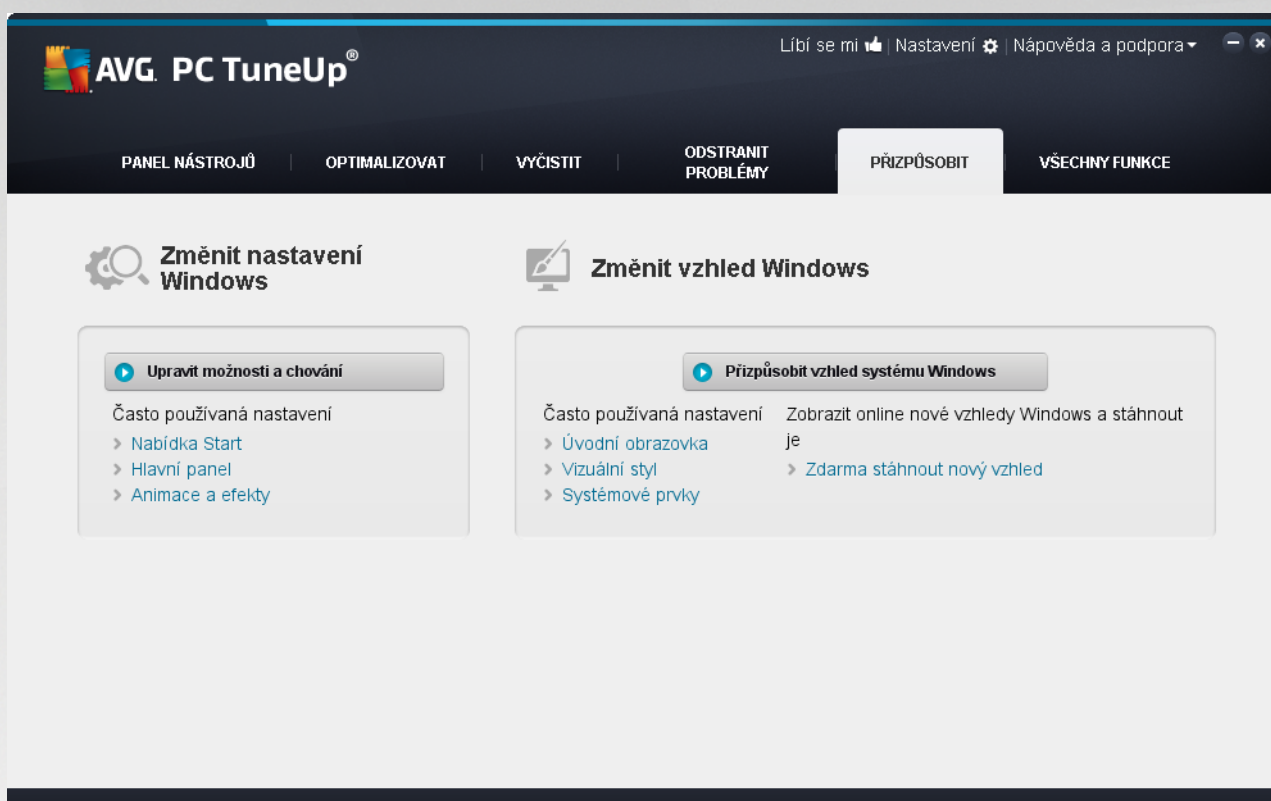 Líbí se mi | Nastavení | Nápověda a podpora
AVG. PC TuneUp®
PANEL NÁSTROJŮ
OPTIMALIZOVAT
VYČISTIT
ODSTRANIT
PROBLÉMY
PŘIZPŮSOBIT
VŠECHNY FUNKCE
Změnit nastavení
Windows
Upravit možnosti a chování
Často používaná nastavení
Nabídka Start
Hlavní panel
Animace a efekty
Změnit vzhled Windows
Přizpůsobit vzhled systému Windows
Často používaná nastavení
Úvodní obrazovka
Vizuální styl
Systémové prvky
Zobrazit online nové vzhledy Windows a stáhnout
je
Zdarma stáhnout nový vzhled